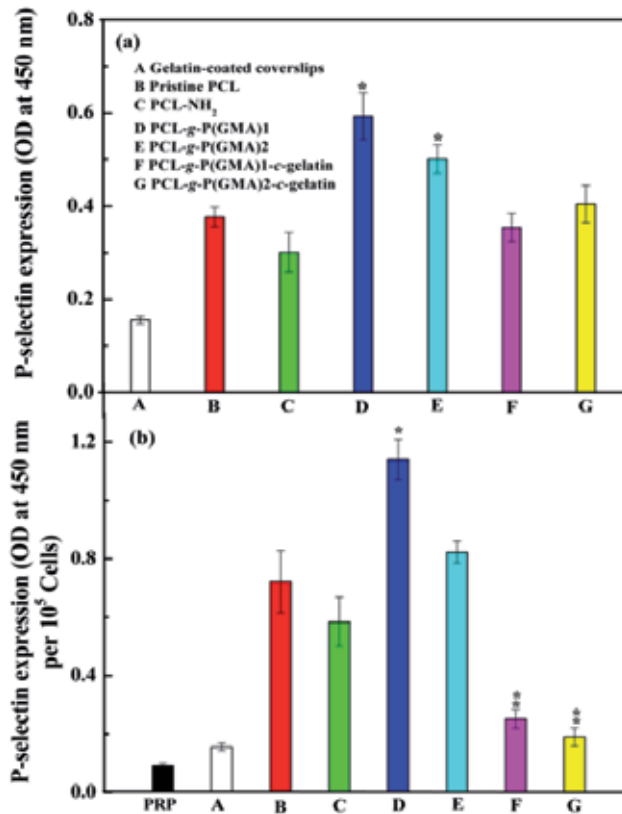 (a)
A Gelatin-coated coverslips
B Pristine PCL
C PCL-NH₂
D PCL-g-P(GMA)1
E PCL-g-P(GMA)2
F PCL-g-P(GMA)1-c-gelatin
G PCL-g-P(GMA)2-c-gelatin
P-selectin expression (OD at 450 nm)
0.8
0.6
0.4
0.2
0.0
* *
A B C D E F G
(b)
P-selectin expression (OD at 450 nm
per 10⁵ Cells)
1.2
0.8
0.4
0.0
* ** **
PRP A B C D E F G